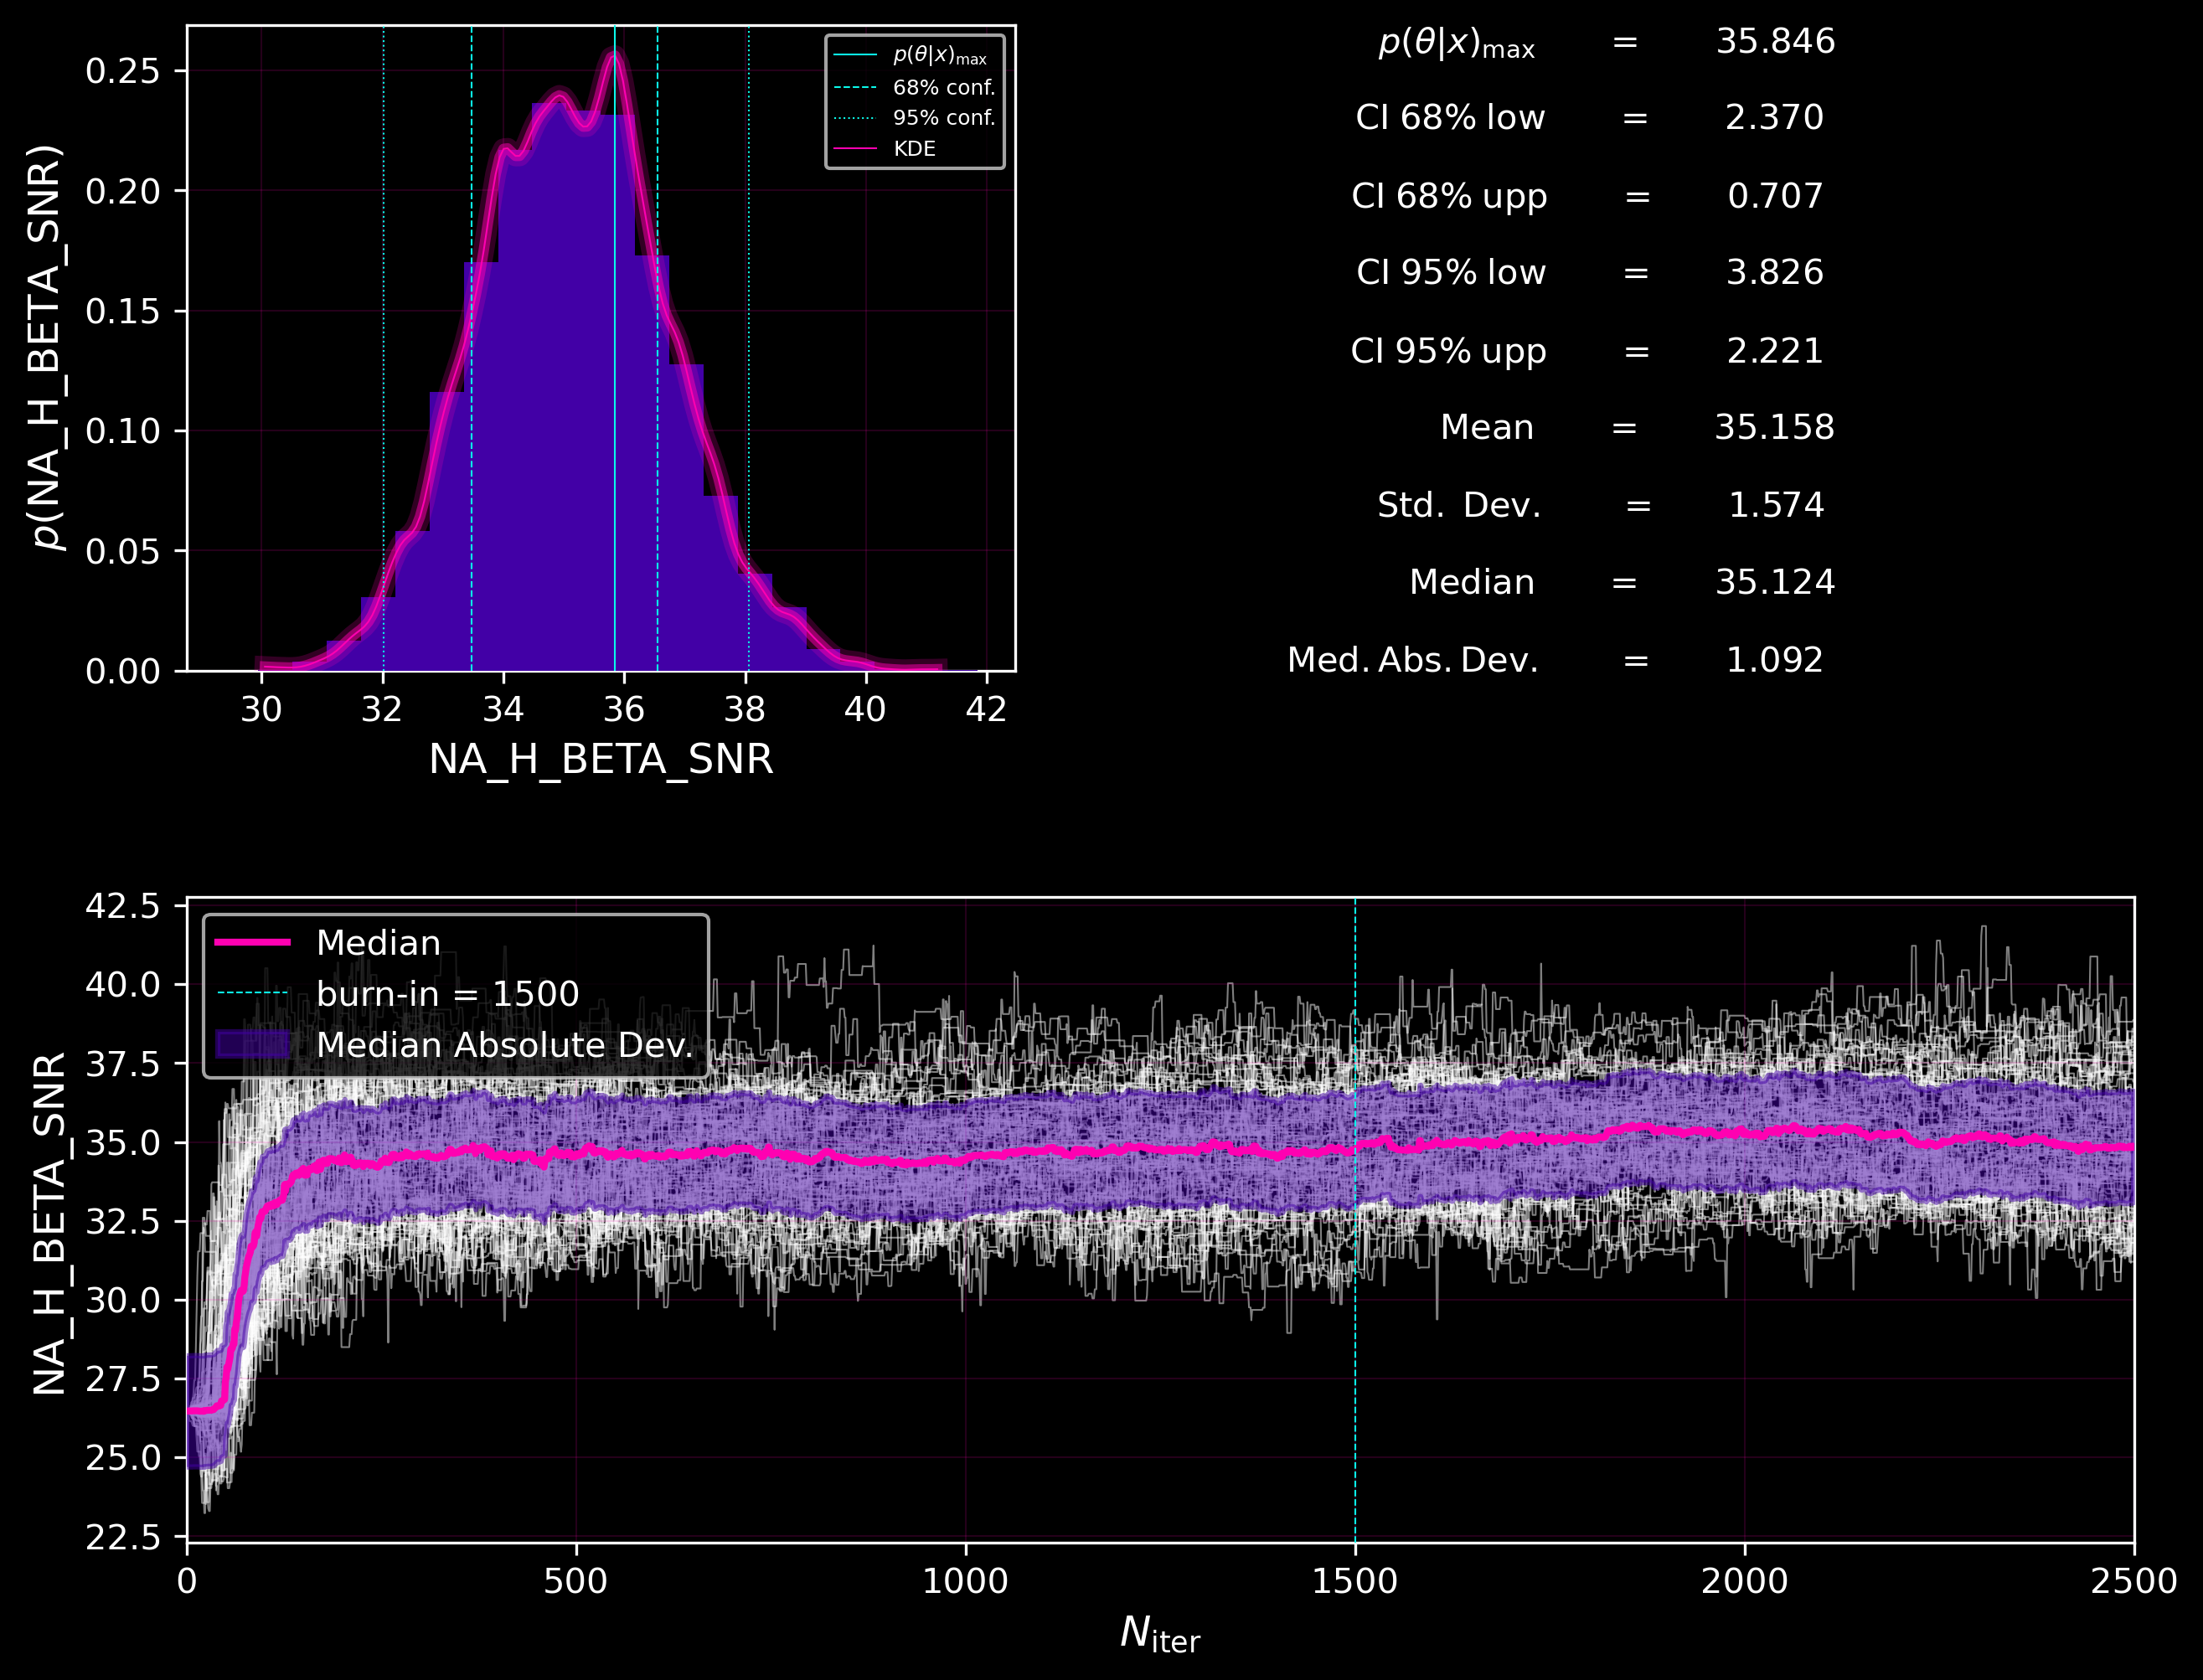 0.25
0.20
0.15
0.10
0.05
0.00
p(NA_H_BETA_SNR)
30 32 34 36 38 40 42
NA_H_BETA_SNR
p(θ|x)max
68% conf.
95% conf.
KDE
p(θ|x)max = 35.846
CI 68% low = 2.370
CI 68% upp = 0.707
CI 95% low = 3.826
CI 95% upp = 2.221
Mean = 35.158
Std. Dev. = 1.574
Median = 35.124
Med. Abs. Dev. = 1.092
42.5
40.0
37.5
35.0
32.5
30.0
27.5
25.0
22.5
NA_H_BETA_SNR
Median
burn-in = 1500
Median Absolute Dev.
0 500 1000 1500 2000 2500
Niter